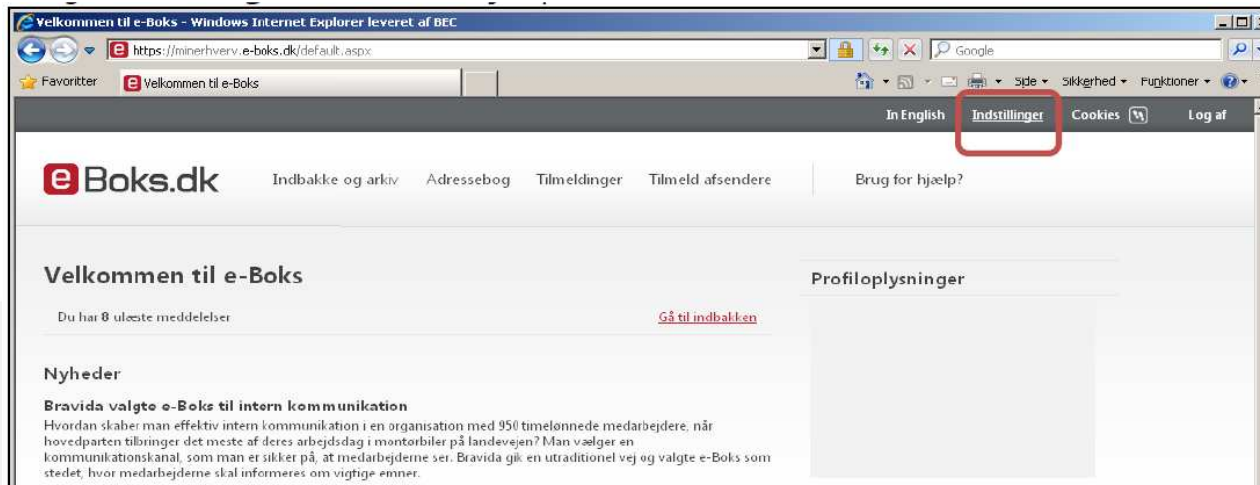 Velkommen til e-Boks - Windows Internet Explorer leveret af BEC
https://minerhverv.e-boks.dk/default.aspx
Google
Favoritter
Velkommen til e-Boks
Side
Sikkerhed
Funktioner
In English
Indstillinger
Cookies
Log af
e Boks.dk
Indbakke og arkiv
Adressebog
Tilmeldinger
Tilmeld afsendere
Brug for hjælp?
Velkommen til e-Boks
Du har 8 ulæste meddelelser
Gå til indbakken
Profiloplysninger
Nyheder
Bravida valgte e-Boks til intern kommunikation
Hvordan skaber man effektiv intern kommunikation i en organisation med 950 timelønnede medarbejdere, når
hovedparten tilbringer det meste af deres arbejdsdag i montørbiler på landevejen? Man vælger en
kommunikationskanal, som man er sikker på, at medarbejderne ser. Bravida gik en utraditionel vej og valgte e-Boks som
stedet, hvor medarbejderne skal informeres om vigtige emner.